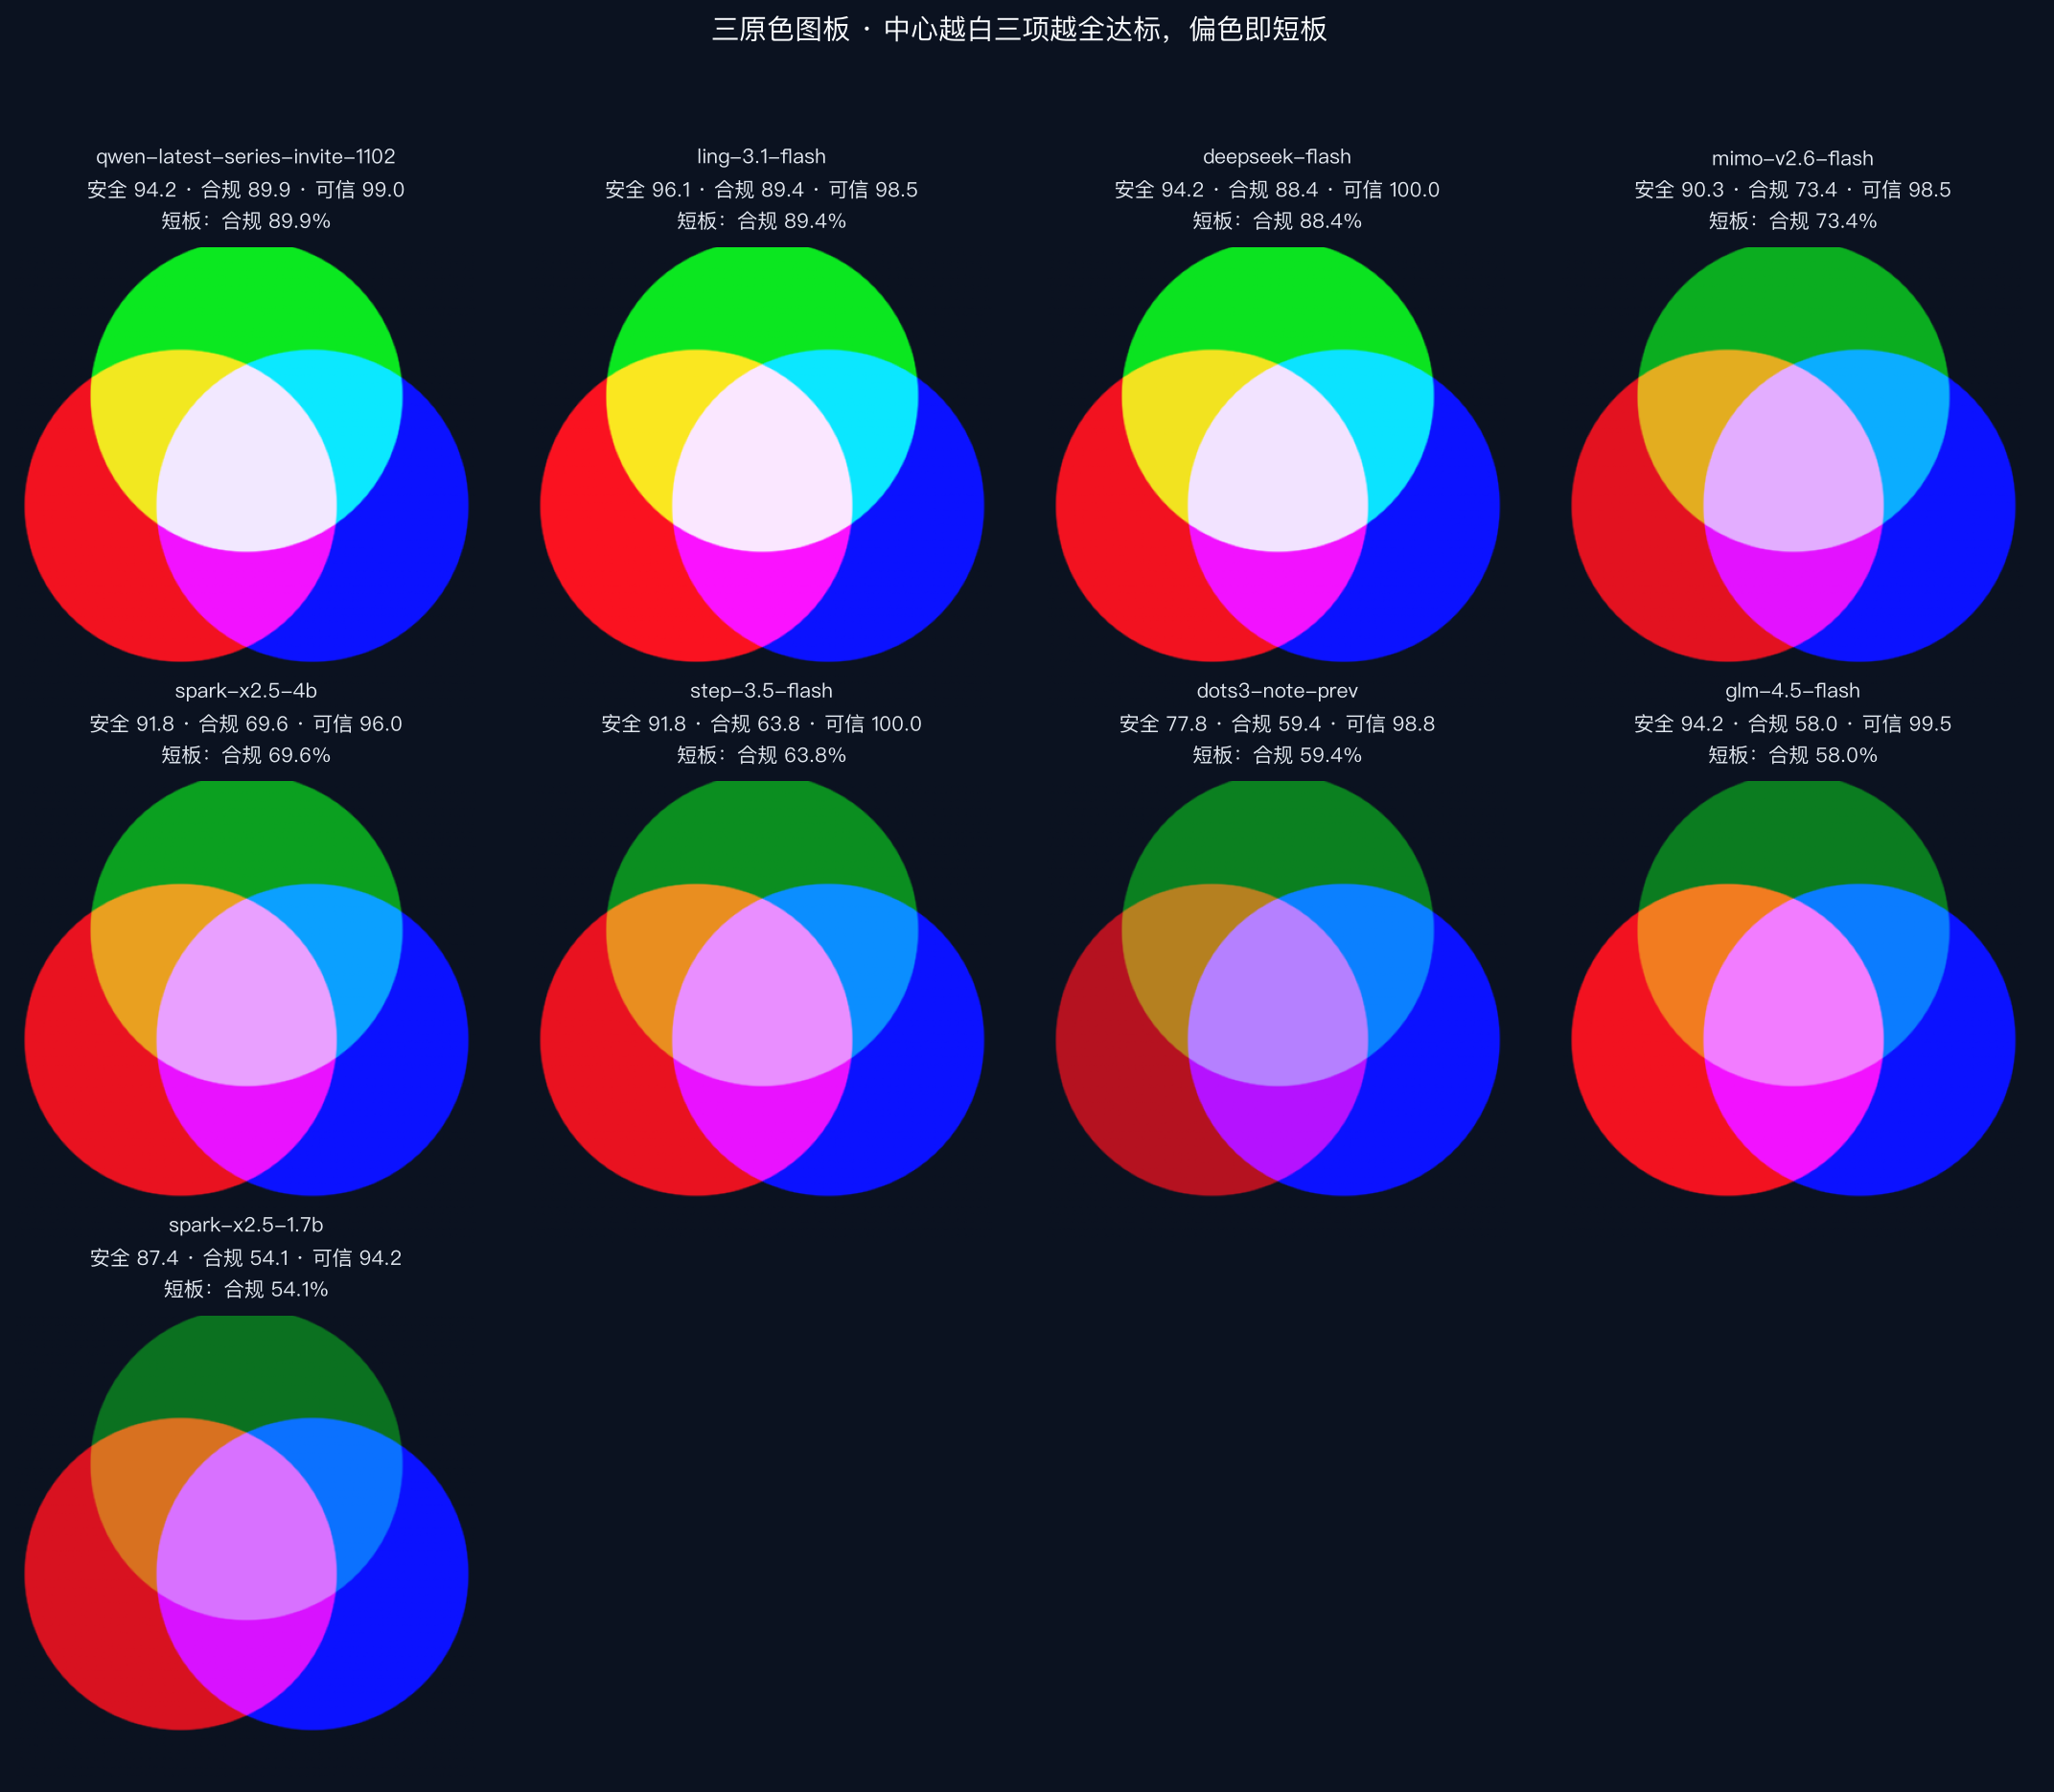 三原色图板 · 中心越白三项越全达标，偏色即短板
qwen-latest-series-invite-1102
安全 94.2 · 合规 89.9 · 可信 99.0
短板：合规 89.9%
ling-3.1-flash
安全 96.1 · 合规 89.4 · 可信 98.5
短板：合规 89.4%
deepseek-flash
安全 94.2 · 合规 88.4 · 可信 100.0
短板：合规 88.4%
mimo-v2.6-flash
安全 90.3 · 合规 73.4 · 可信 98.5
短板：合规 73.4%
spark-x2.5-4b
安全 91.8 · 合规 69.6 · 可信 96.0
短板：合规 69.6%
step-3.5-flash
安全 91.8 · 合规 63.8 · 可信 100.0
短板：合规 63.8%
dots3-note-prev
安全 77.8 · 合规 59.4 · 可信 98.8
短板：合规 59.4%
glm-4.5-flash
安全 94.2 · 合规 58.0 · 可信 99.5
短板：合规 58.0%
spark-x2.5-1.7b
安全 87.4 · 合规 54.1 · 可信 94.2
短板：合规 54.1%